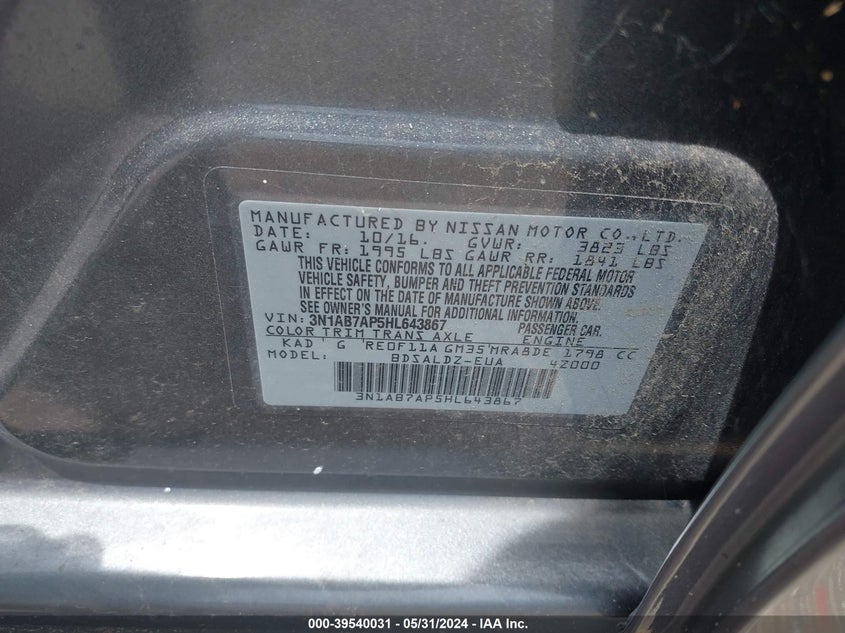 MANUFACTURED BY NISSAN MOTOR CO.,LTD.
DATE: 10/16. GVWR: 3823 LBS
GAWR FR: 1995 LBS GAWR RR: 1841 LBS
THIS VEHICLE CONFORMS TO ALL APPLICABLE FEDERAL MOTOR
VEHICLE SAFETY, BUMPER AND THEFT PREVENTION STANDARDS
IN EFFECT ON THE DATE OF MANUFACTURE SHOWN ABOVE.
SEE OWNER'S MANUAL FOR ADDITIONAL INFORMATION.
VIN: 3N1AB7AP5HL643867 PASSENGER CAR.
COLOR TRIM TRANS AXLE ENGINE
KAD G RE0F11A GM35 MRA8DE 1798 CC
MODEL: BDSALDZ-EUA 4Z000
3N1AB7AP5HL643867
000-39540031 - 05/31/2024 - IAA Inc.